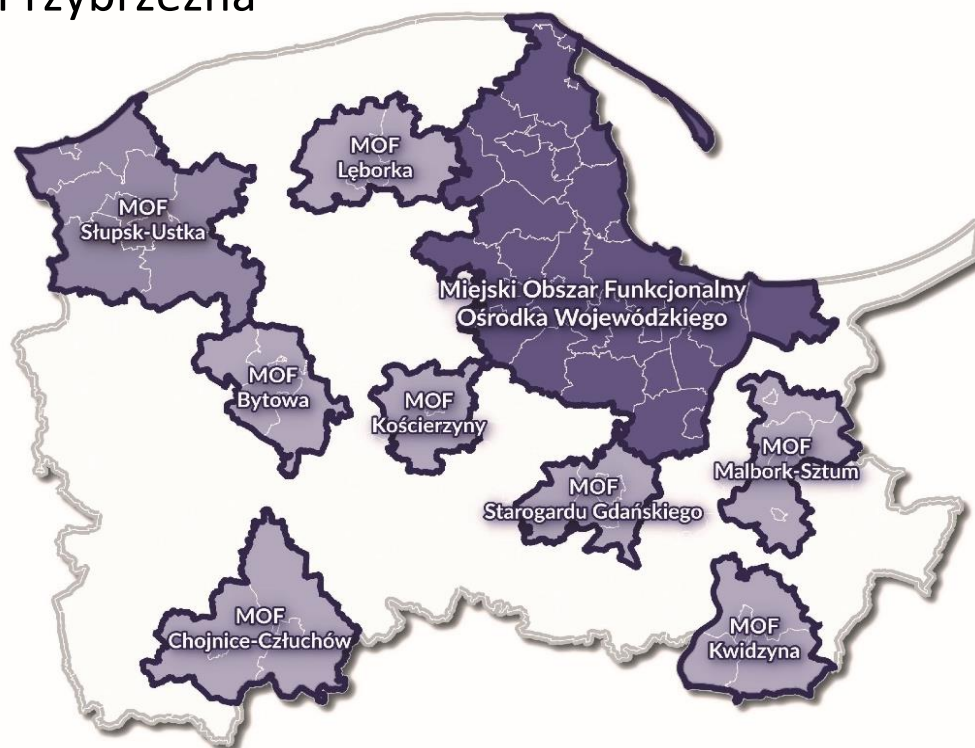 Przybrzeżna
MOF
Lęborka
MOF
Słupsk-Ustka
Miejski Obszar Funkcjonalny
Ośrodka Wojewódzkiego
MOF
Bytowa
MOF
Kościerzyny
MOF
Malbork-Sztum
MOF
Starogardu Gdańskiego
MOF
Chojnice-Człuchów
MOF
Kwidzyna